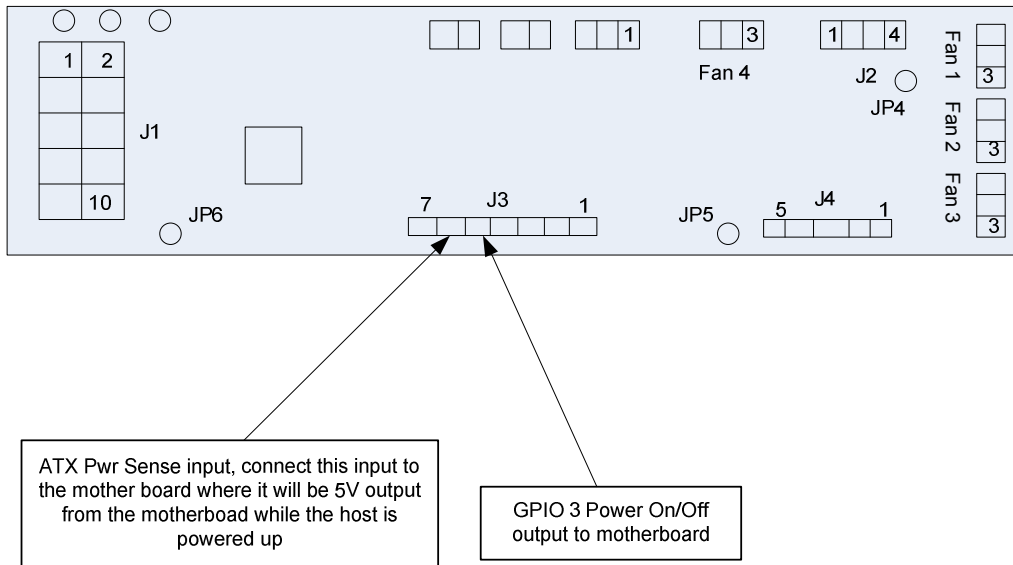 1 2
J1
10
JP6
1
3
Fan 4
1 4
J2
JP4
Fan 1
3
Fan 2
3
Fan 3
3
7 J3 1
JP5
5 J4 1
ATX Pwr Sense input, connect this input to
the mother board where it will be 5V output
from the motherboad while the host is
powered up
GPIO 3 Power On/Off
output to motherboard